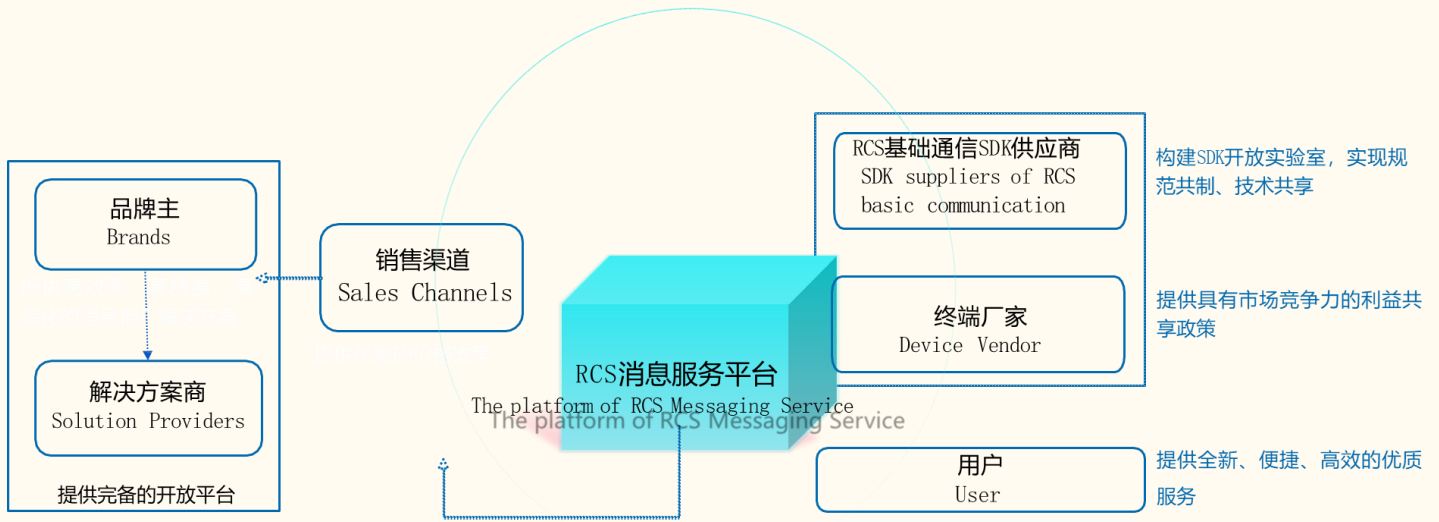 品牌主
Brands
解决方案商
Solution Providers
提供完备的开放平台
销售渠道
Sales Channels
RCS消息服务平台
The platform of RCS Messaging Service
The platform of RCS Messaging Service
RCS基础通信SDK供应商
SDK suppliers of RCS
basic communication
终端厂家
Device Vendor
用户
User
构建SDK开放实验室，实现规
范共制、技术共享
提供具有市场竞争力的利益共
享政策
提供全新、便捷、高效的优质
服务